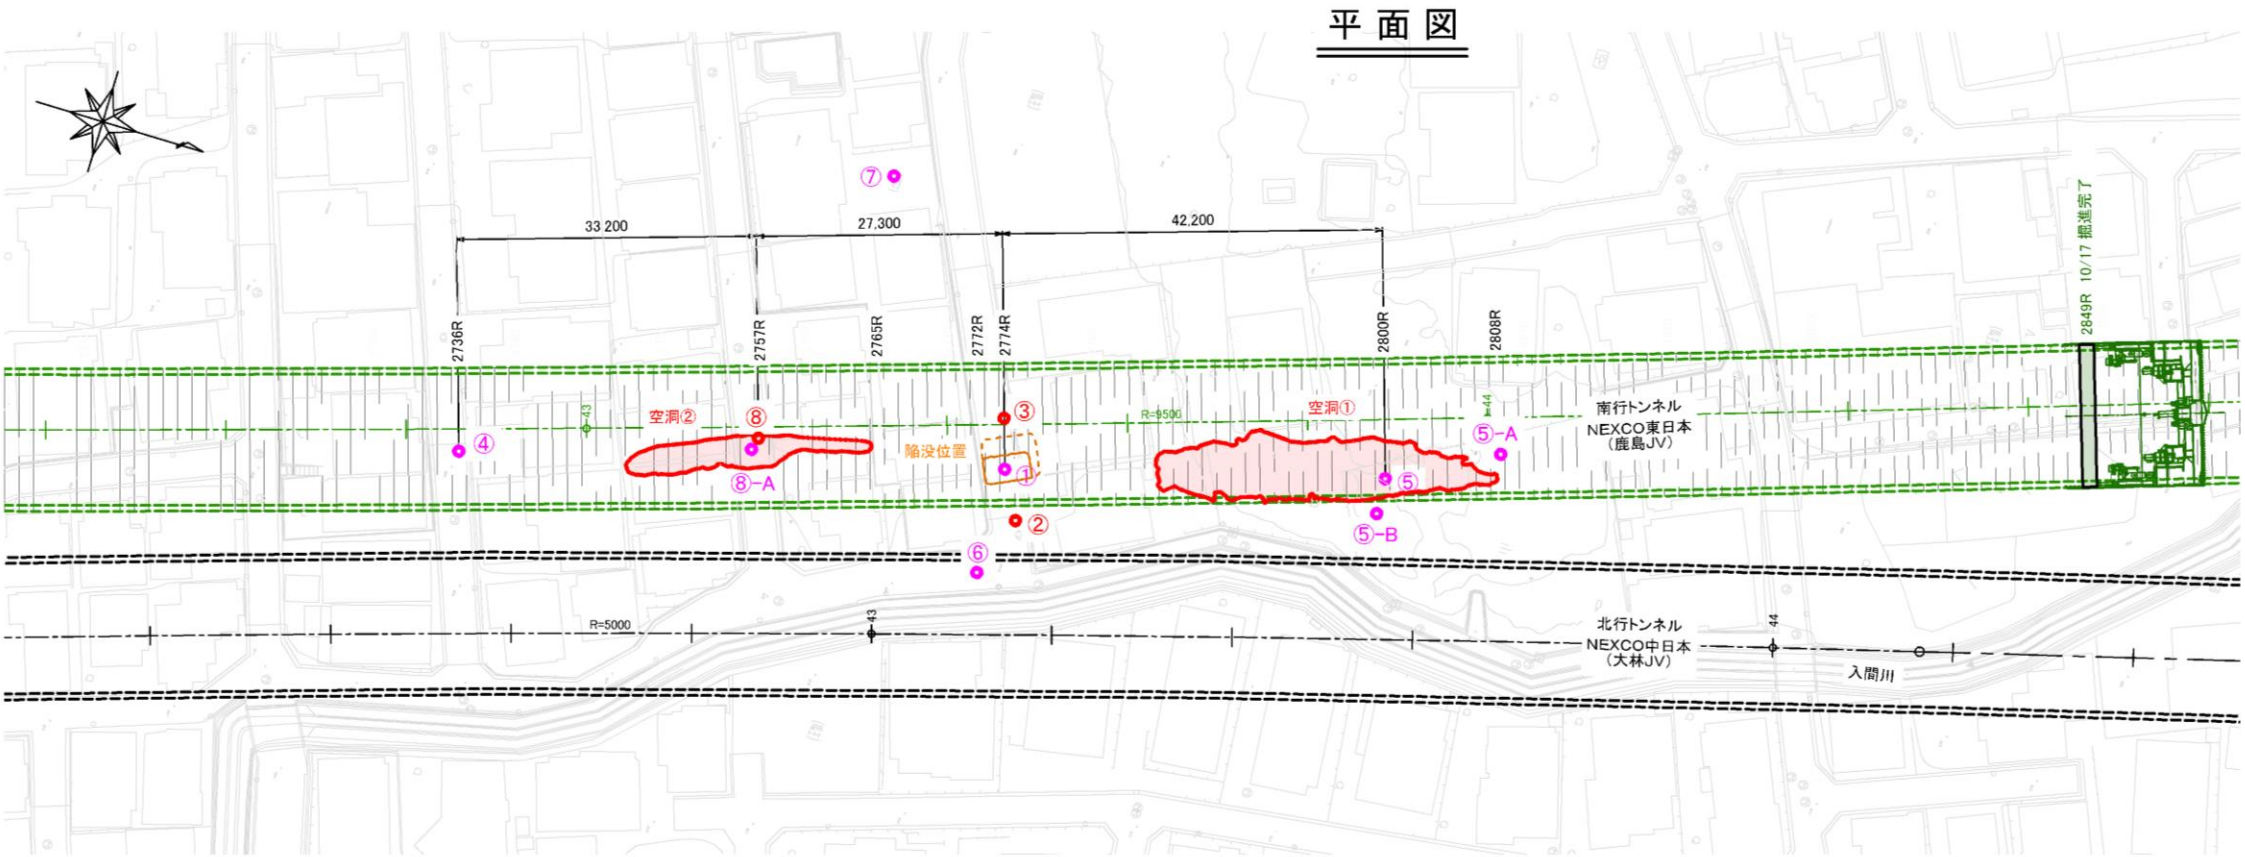 平面図
⑦
33 200
27,300
42,200
2736R
2757R
2765R
2772R
2774R
2800R
2808R
2849R 10/17 掘進完了
43
空洞②
⑧
③
R=9500
空洞①
44
南行トンネル
NEXCO東日本
(鹿島JV)
④
陥没位置
⑤-A
⑧-A
①
⑤
②
⑤-B
⑥
R=5000
43
44
北行トンネル
NEXCO中日本
(大林JV)
入間川